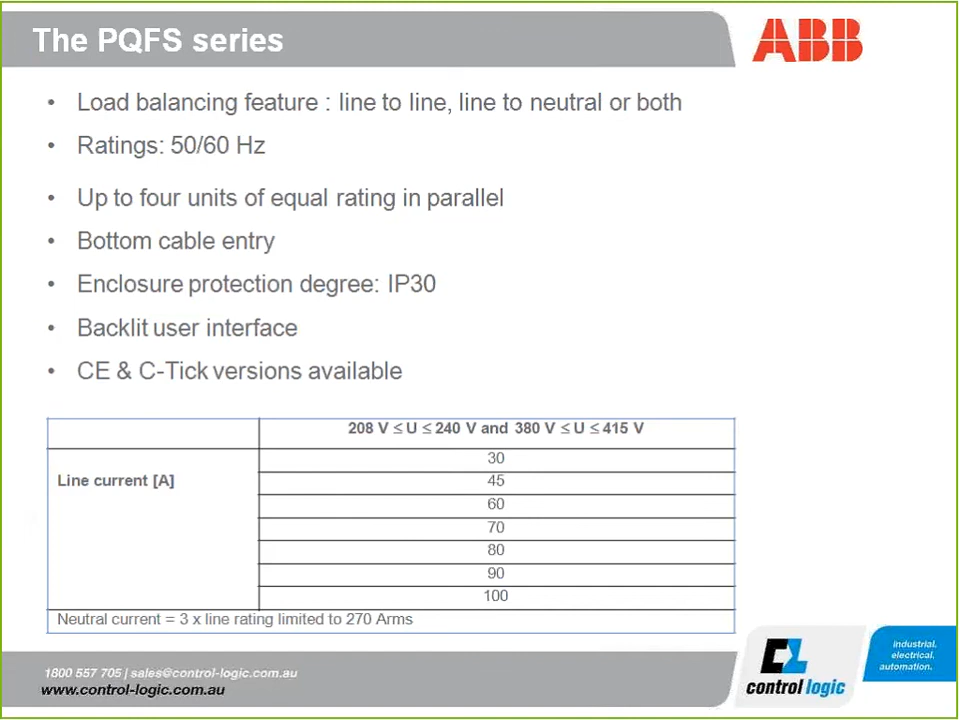 The PQFS series
ABB
• Load balancing feature : line to line, line to neutral or both
• Ratings: 50/60 Hz
• Up to four units of equal rating in parallel
• Bottom cable entry
• Enclosure protection degree: IP30
• Backlit user interface
• CE & C-Tick versions available
208 V ≤ U ≤ 240 V and 380 V ≤ U ≤ 415 V
Line current [A]
30
45
60
70
80
90
100
Neutral current = 3 x line rating limited to 270 Arms
1800 557 705 | sales@control-logic.com.au
www.control-logic.com.au
control logic
industrial.
electrical.
automation.